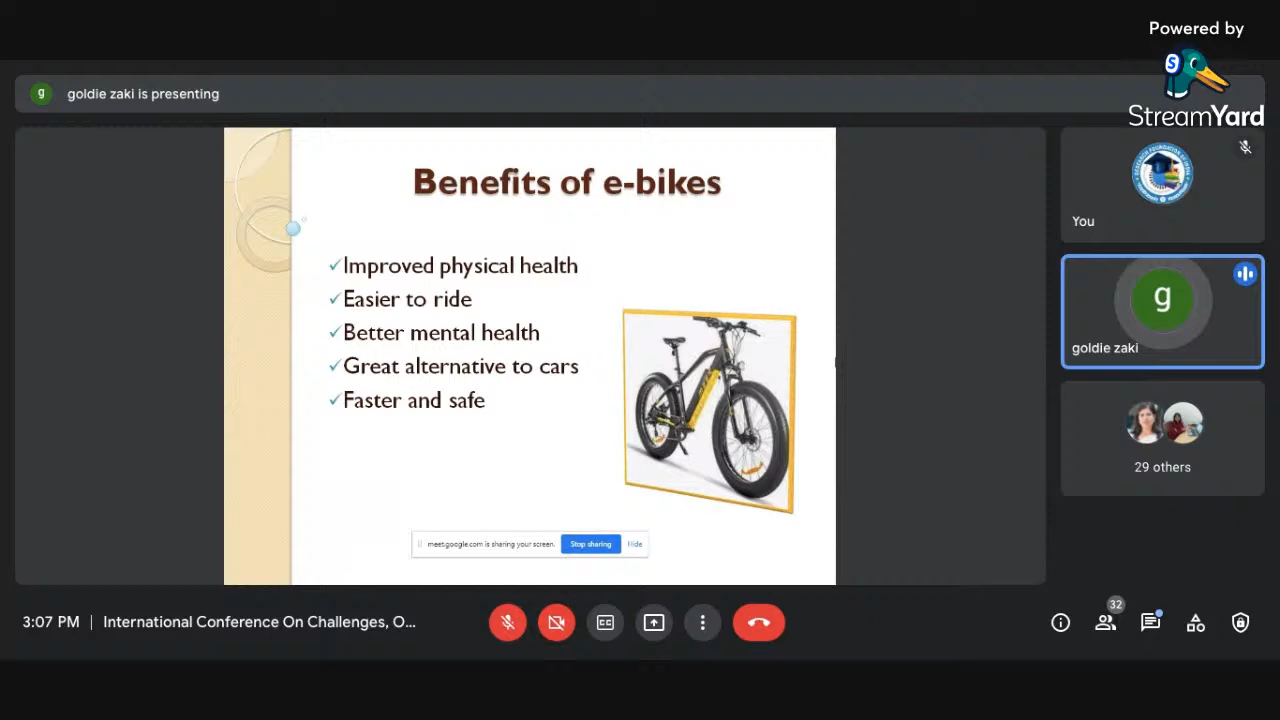 Powered by
StreamYard
g
goldie zaki is presenting
Benefits of e-bikes
✓Improved physical health
✓Easier to ride
✓Better mental health
✓Great alternative to cars
✓Faster and safe
meet.google.com is sharing your screen.
Stop sharing
Hide
You
g
goldie zaki
29 others
3:07 PM
International Conference On Challenges, O...
32